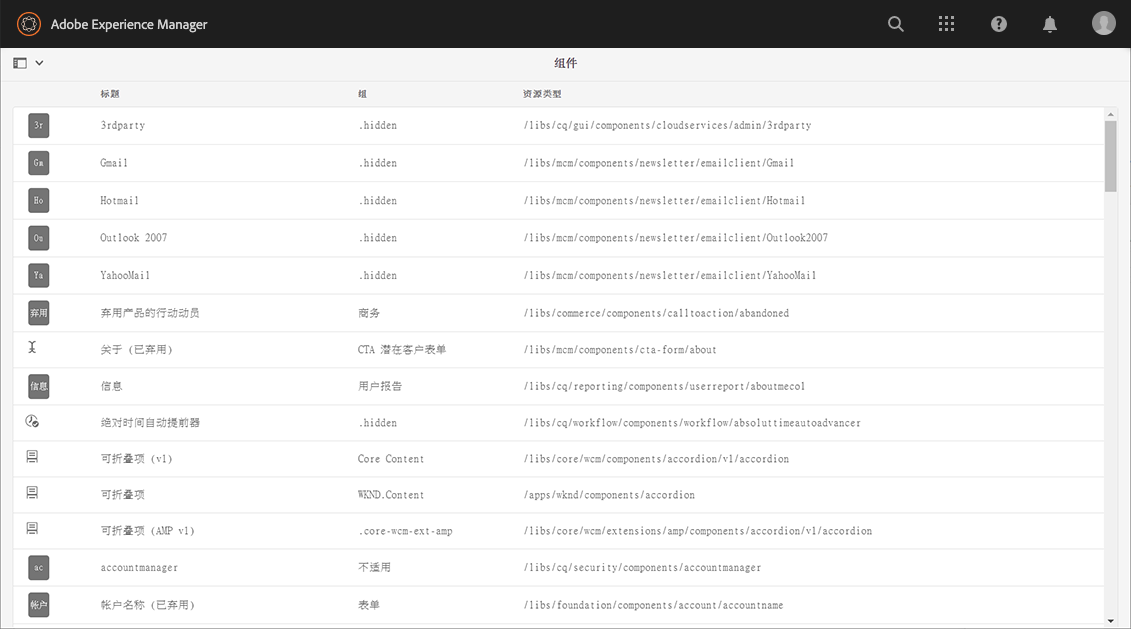 Adobe Experience Manager
组件
标题 组 资源类型
3r 3rdparty .hidden /libs/cq/gui/components/cloudservices/admin/3rdparty
Gm Gmail .hidden /libs/mcm/components/newsletter/emailclient/Gmail
Ho Hotmail .hidden /libs/mcm/components/newsletter/emailclient/Hotmail
Ou Outlook 2007 .hidden /libs/mcm/components/newsletter/emailclient/Outlook2007
Ya YahooMail .hidden /libs/mcm/components/newsletter/emailclient/YahooMail
弃用 弃用产品的行动动员 商务 /libs/commerce/components/calltoaction/abandoned
关于 (已弃用) CTA 潜在客户表单 /libs/mcm/components/cta-form/about
信息 信息 用户报告 /libs/cq/reporting/components/userreport/aboutmecol
绝对时间自动提前器 .hidden /libs/cq/workflow/components/workflow/absoluttimeautoadvancer
可折叠项 (v1) Core Content /libs/core/wcm/components/accordion/v1/accordion
可折叠项 WKND.Content /apps/wknd/components/accordion
可折叠项 (AMP v1) .core-wcm-ext-amp /libs/core/wcm/extensions/amp/components/accordion/v1/accordion
ac accountmanager 不适用 /libs/cq/security/components/accountmanager
帐户 帐户名称 (已弃用) 表单 /libs/foundation/components/account/accountname